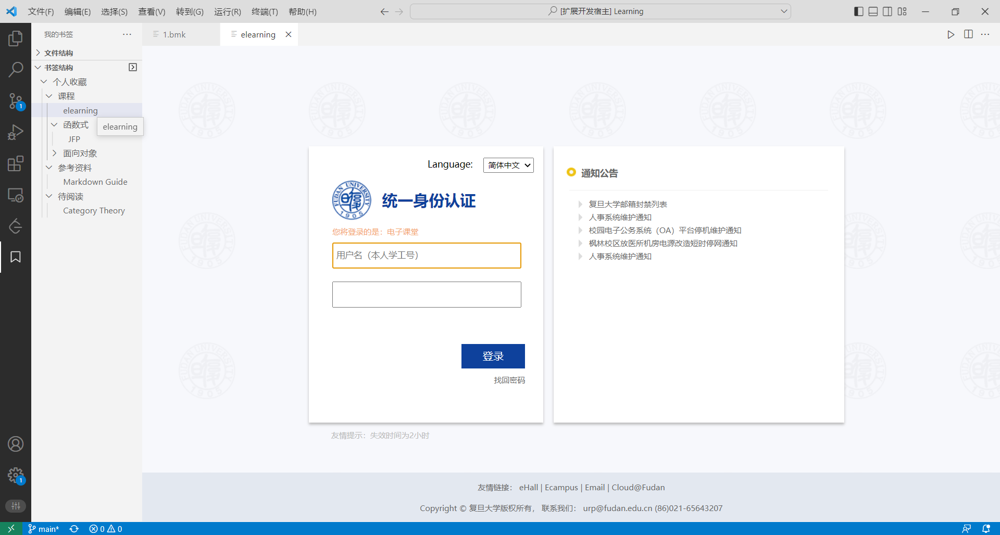 文件(F) 编辑(E) 选择(S) 查看(V) 转到(G) 运行(R) 终端(T) 帮助(H) [扩展开发宿主] Learning
我的书签
1.bmk
elearning
文件结构
书签结构
个人收藏
课程
elearning
函数式
elearning
JFP
面向对象
参考资料
Markdown Guide
待阅读
Category Theory
1
1
Language: 简体中文
FUDAN UNIVERSITY 1905
统一身份认证
您将登录的是：电子课堂
用户名（本人学工号）
登录
找回密码
友情提示：失效时间为2小时
通知公告
复旦大学邮箱封禁列表
人事系统维护通知
校园电子公务系统（OA）平台停机维护通知
枫林校区放医所机房电源改造短时停网通知
人事系统维护通知
友情链接： eHall | Ecampus | Email | Cloud@Fudan
Copyright © 复旦大学版权所有， 联系我们： urp@fudan.edu.cn (86)021-65643207
main* 0 0